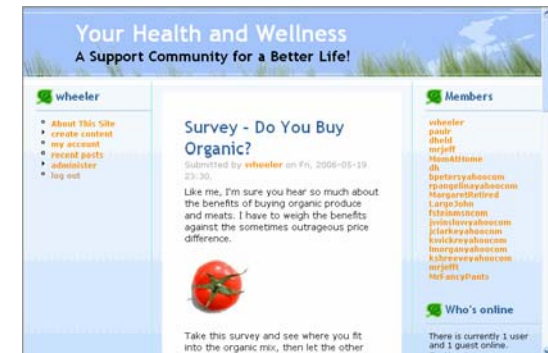 Your Health and Wellness
A Support Community for a Better Life!
wheeler
About This Site
create content
my account
recent posts
administer
log out
Survey - Do You Buy
Organic?
Submitted by wheeler on Fri, 2006-05-19
23:30.
Like me, I'm sure you hear so much about
the benefits of buying organic produce
and meats. I have to weigh the benefits
against the sometimes outrageous price
difference.
Take this survey and see where you fit
into the organic mix, then let the other
Members
wheeler
paulr
dheld
mrjeff
MomAtHome
dh
bpetersyahoocom
rpangelinayahoocom
MargaretRetired
LargeJohn
fsteinmsncom
jclarkeyahoocom
kwickreyahoocom
lmorganyahoocom
kshreeveyahoocom
mrjefft
MrFancyPants
Who's online
There is currently 1 user
and 1 guest online.